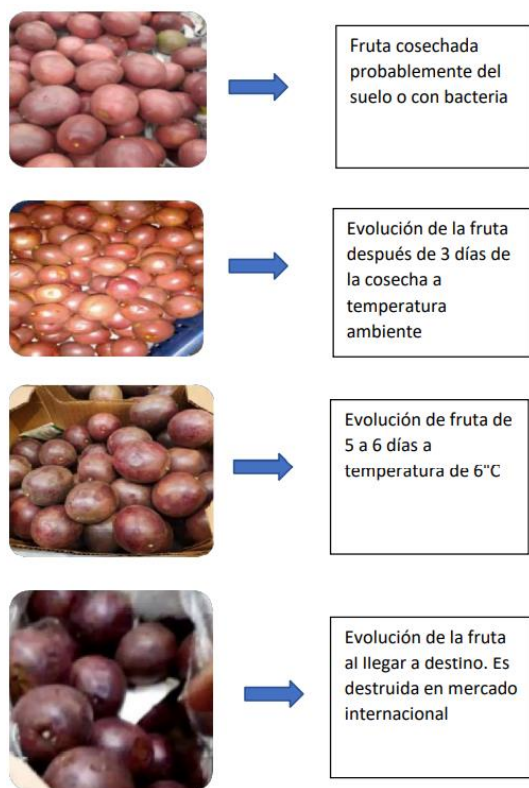 Fruta cosechada
probablemente del
suelo o con bacteria
Evolución de la fruta
después de 3 días de
la cosecha a
temperatura
ambiente
Evolución de fruta de
5 a 6 días a
temperatura de 6"C
Evolución de la fruta
al llegar a destino. Es
destruida en mercado
internacional